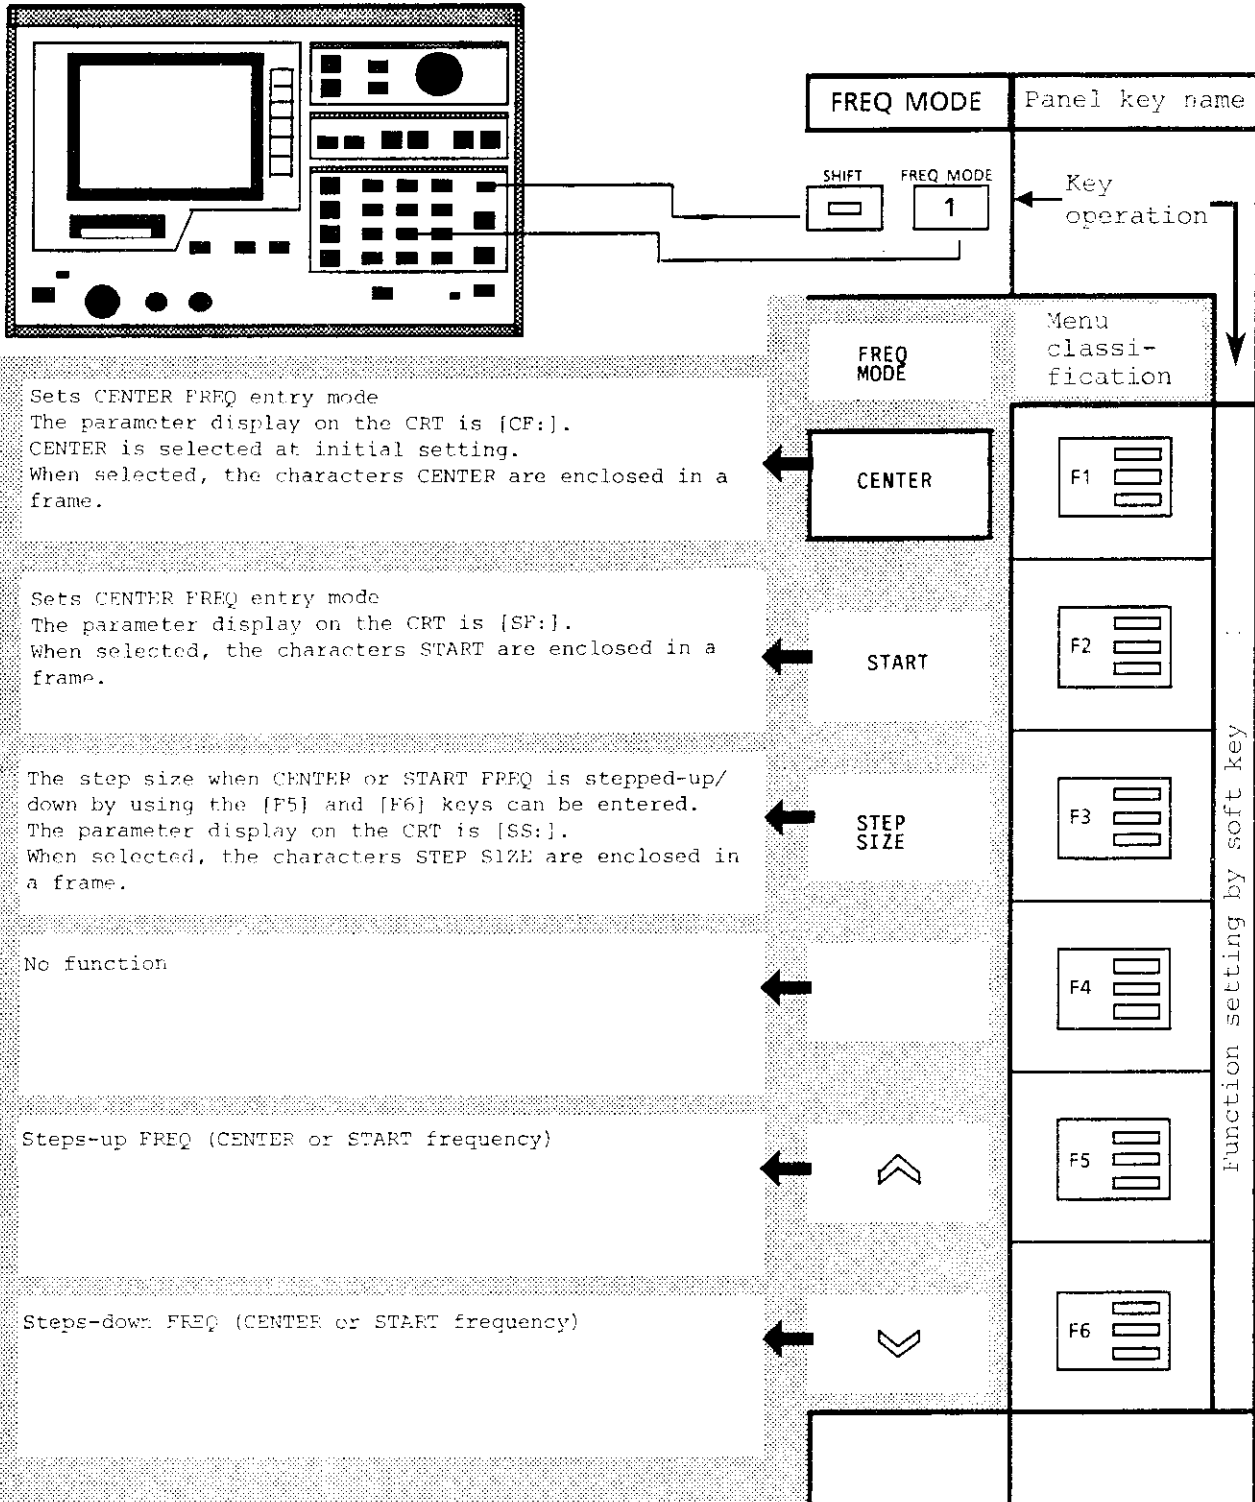 FREQ MODE
Panel key name
SHIFT
FREQ MODE
1
Key
operation
FREQ
MODE
Menu
classi-
fication
Sets CENTER FREQ entry mode
The parameter display on the CRT is [CF:].
CENTER is selected at initial setting.
When selected, the characters CENTER are enclosed in a
frame.
CENTER
F1
Sets CENTER FREQ entry mode
The parameter display on the CRT is [SF:].
When selected, the characters START are enclosed in a
frame.
START
F2
The step size when CENTER or START FREQ is stepped-up/
down by using the [F5] and [F6] keys can be entered.
The parameter display on the CRT is [SS:].
When selected, the characters STEP SIZE are enclosed in
a frame.
STEP
SIZE
F3
No function
F4
Steps-up FREQ (CENTER or START frequency)
F5
Steps-down FREQ (CENTER or START frequency)
F6
Function setting by soft key